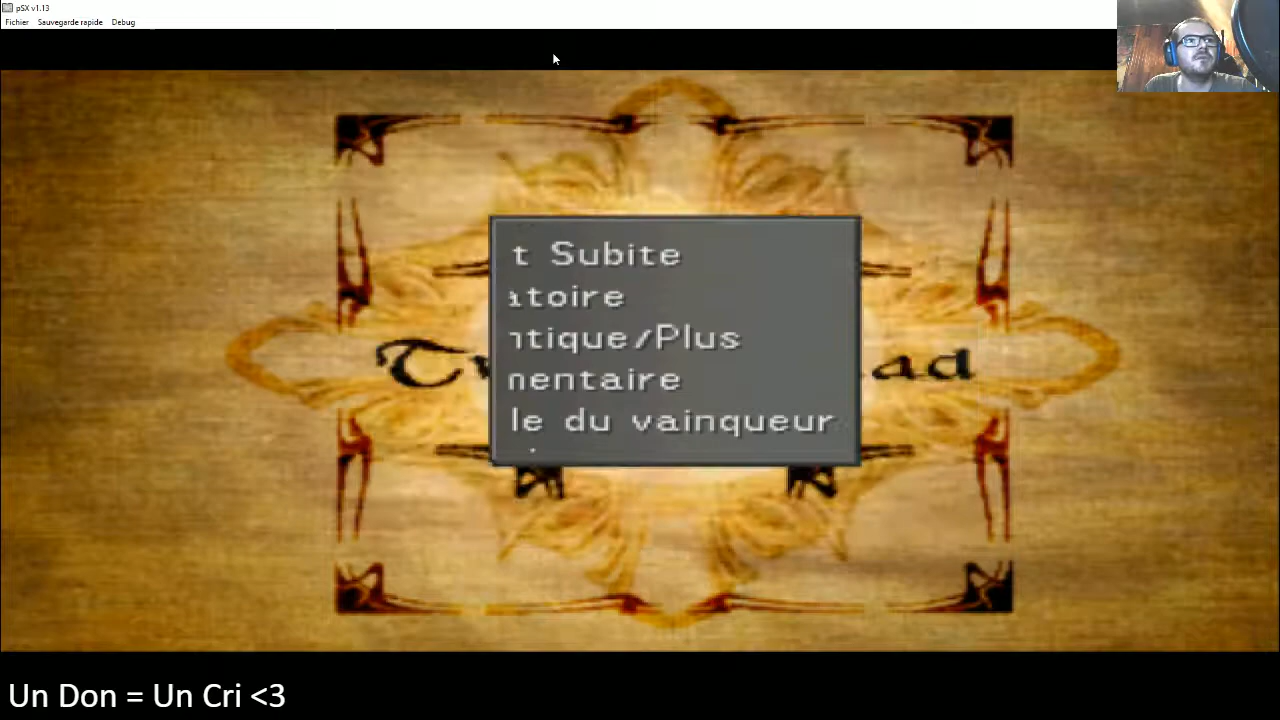 pSX v1.13
Fichier Sauvegarde rapide Debug
t Subite
atoire
ntique/Plus
mentaire
le du vainqueur
Un Don = Un Cri <3